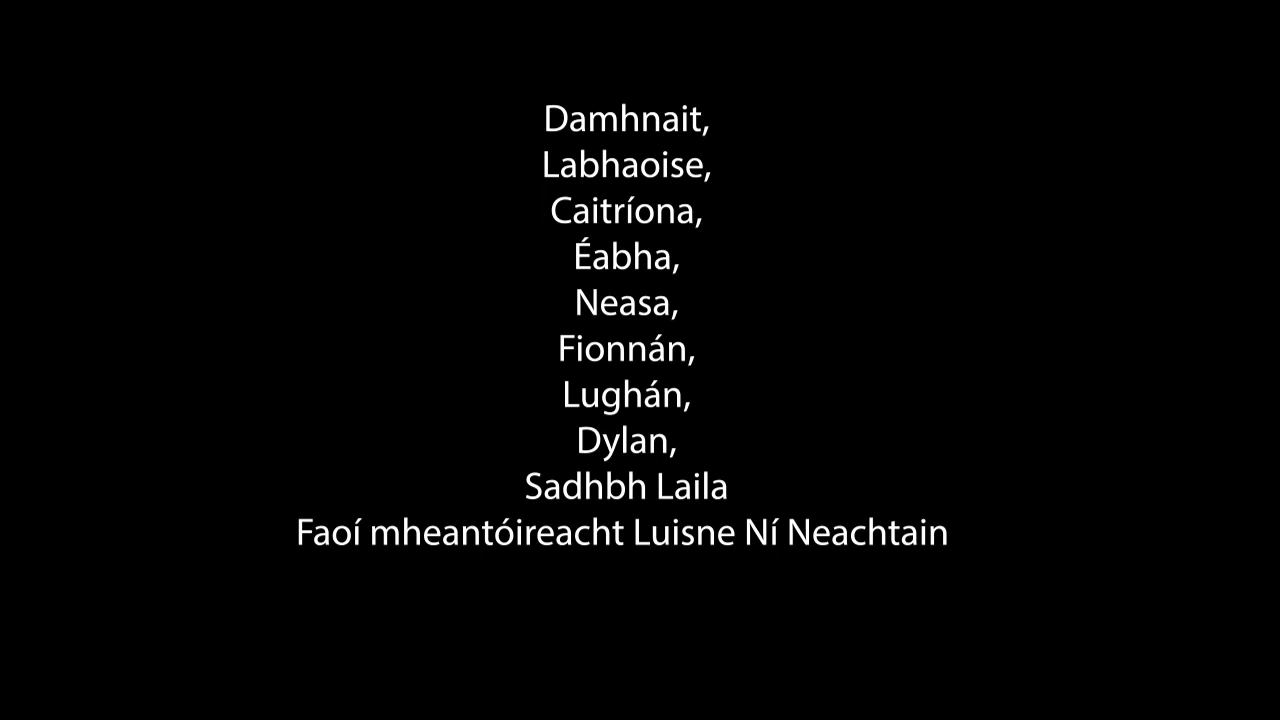 Damhnait,
Labhaoise,
Caitríona,
Éabha,
Neasa,
Fionnán,
Lughán,
Dylan,
Sadhbh Laila
Faoí mheantóireacht Luisne Ní Neachtain